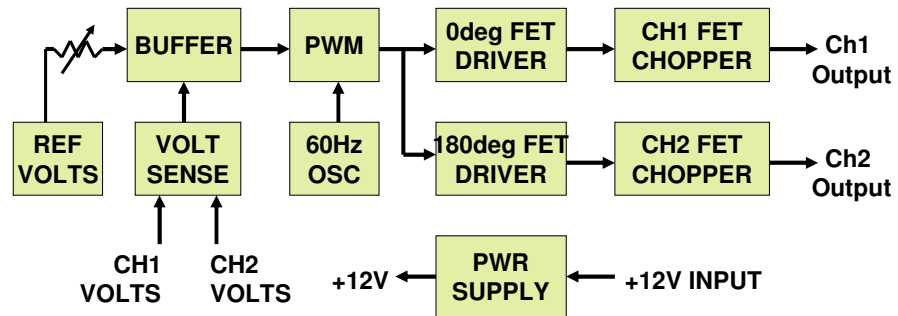 BUFFER
PWM
0deg FET
DRIVER
CH1 FET
CHOPPER
Ch1
Output
REF
VOLTS
VOLT
SENSE
60Hz
OSC
180deg FET
DRIVER
CH2 FET
CHOPPER
Ch2
Output
CH1
VOLTS
CH2
VOLTS
+12V
PWR
SUPPLY
+12V INPUT